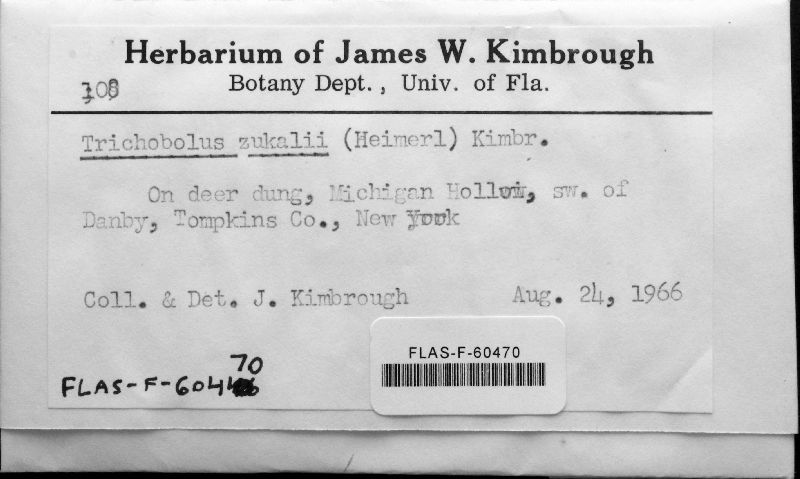 Herbarium of James W. Kimbrough
Botany Dept., Univ. of Fla.
Trichobolus zukalii (Heimerl) Kimbr.
On deer dung, Michigan Hollow, sw. of
Danby, Tompkins Co., New York
Coll. & Det. J. Kimbrough Aug. 24, 1966
FLAS-F-60470
70
FLAS-F-604